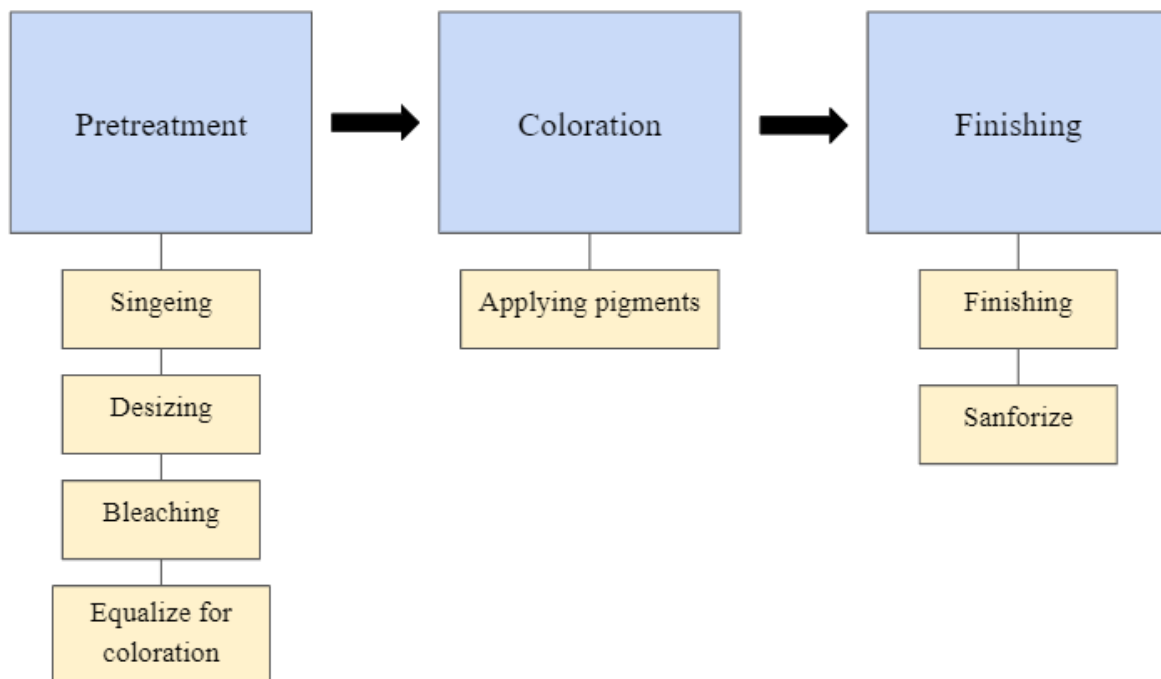 Pretreatment
Coloration
Finishing
Singeing
Desizing
Bleaching
Equalize for
coloration
Applying pigments
Finishing
Sanforize